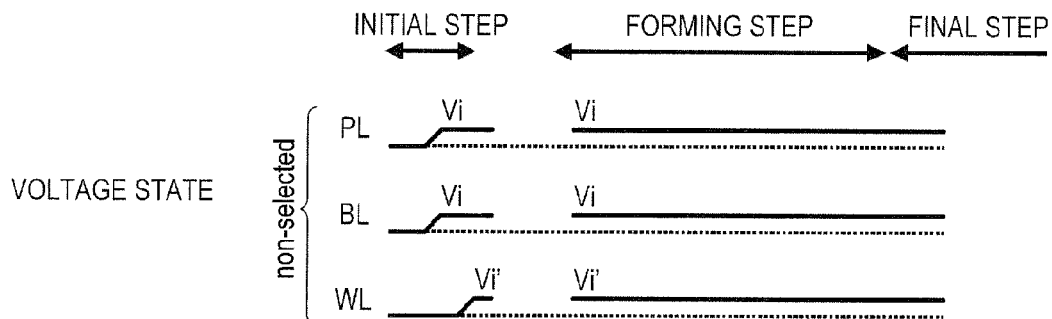 INITIAL STEP FORMING STEP FINAL STEP
PL Vi Vi
VOLTAGE STATE non-selected BL Vi Vi
WL Vi' Vi'